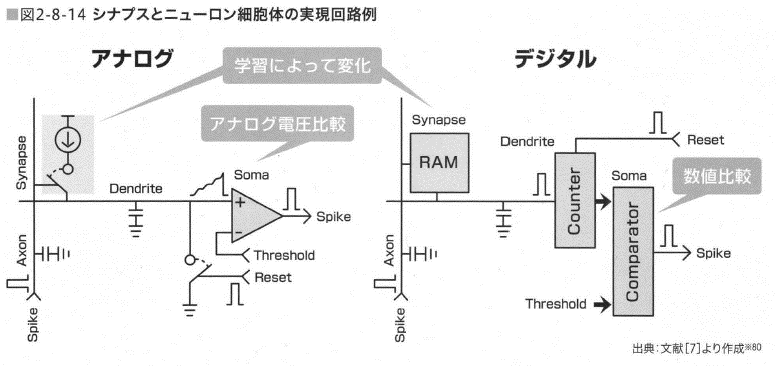 ■図2-8-14 シナプスとニューロン細胞体の実現回路例
アナログ
学習によって変化
デジタル
アナログ電圧比較
Synapse
Dendrite
Soma
Spike
Threshold
Reset
Axon
Spike
Synapse
RAM
Dendrite
Reset
Counter
Soma
数値比較
Comparator
Spike
Threshold
Axon
Spike
出典：文献[7]より作成※80